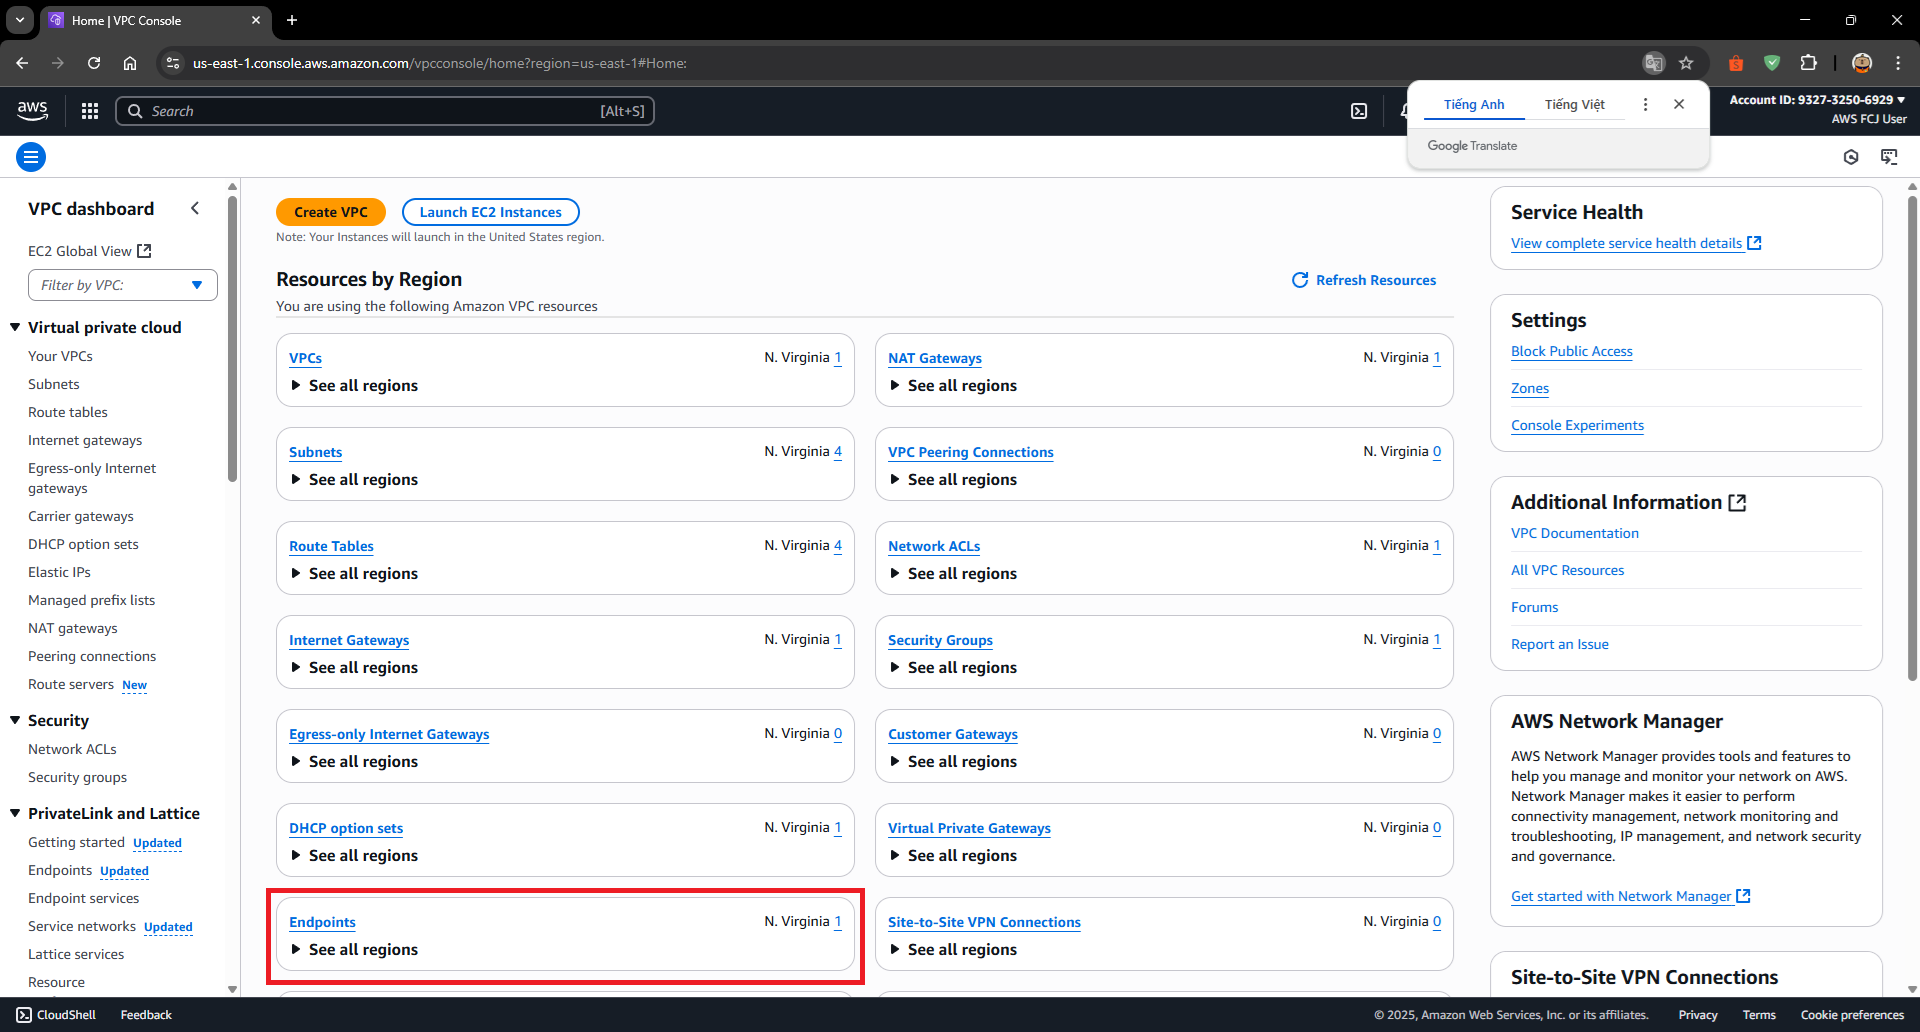 Home | VPC Console
us-east-1.console.aws.amazon.com/vpcconsole/home?region=us-east-1#Home:
aws
Search
[Alt+S]
Tiếng Anh
Tiếng Việt
Google Translate
Account ID: 9327-3250-6929
AWS FCJ User
VPC dashboard
EC2 Global View
Filter by VPC:
Virtual private cloud
Your VPCs
Subnets
Route tables
Internet gateways
Egress-only Internet
gateways
Carrier gateways
DHCP option sets
Elastic IPs
Managed prefix lists
NAT gateways
Peering connections
Route servers New
Security
Network ACLs
Security groups
PrivateLink and Lattice
Getting started Updated
Endpoints Updated
Endpoint services
Service networks Updated
Lattice services
Resource
Create VPC
Launch EC2 Instances
Note: Your Instances will launch in the United States region.
Resources by Region
Refresh Resources
You are using the following Amazon VPC resources
VPCs
N. Virginia 1
See all regions
NAT Gateways
N. Virginia 1
See all regions
Subnets
N. Virginia 4
See all regions
VPC Peering Connections
N. Virginia 0
See all regions
Route Tables
N. Virginia 4
See all regions
Network ACLs
N. Virginia 1
See all regions
Internet Gateways
N. Virginia 1
See all regions
Security Groups
N. Virginia 1
See all regions
Egress-only Internet Gateways
N. Virginia 0
See all regions
Customer Gateways
N. Virginia 0
See all regions
DHCP option sets
N. Virginia 1
See all regions
Virtual Private Gateways
N. Virginia 0
See all regions
Endpoints
N. Virginia 1
See all regions
Site-to-Site VPN Connections
N. Virginia 0
See all regions
Service Health
View complete service health details
Settings
Block Public Access
Zones
Console Experiments
Additional Information
VPC Documentation
All VPC Resources
Forums
Report an Issue
AWS Network Manager
AWS Network Manager provides tools and features to
help you manage and monitor your network on AWS.
Network Manager makes it easier to perform
connectivity management, network monitoring and
troubleshooting, IP management, and network security
and governance.
Get started with Network Manager
Site-to-Site VPN Connections
CloudShell
Feedback
© 2025, Amazon Web Services, Inc. or its affiliates.
Privacy
Terms
Cookie preferences